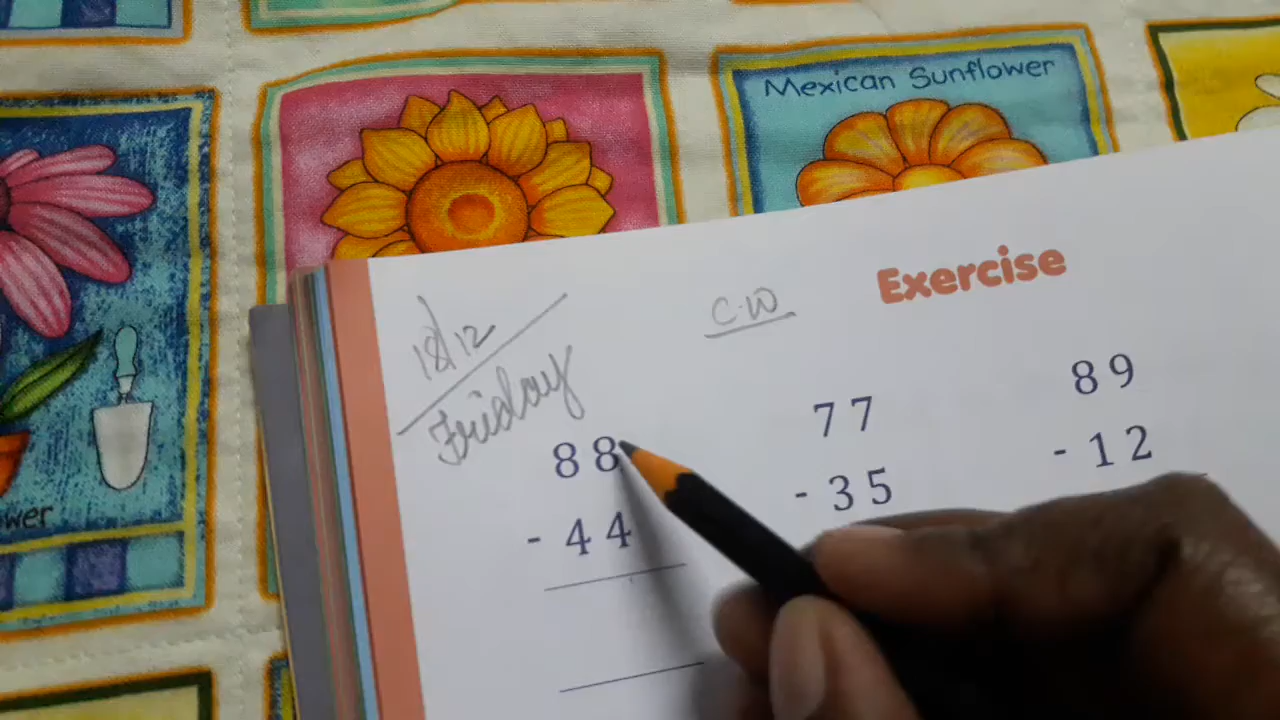 Mexican Sunflower
wer
Exercise
18/12
C.W
Friday
88
- 44
77
- 35
89
- 12